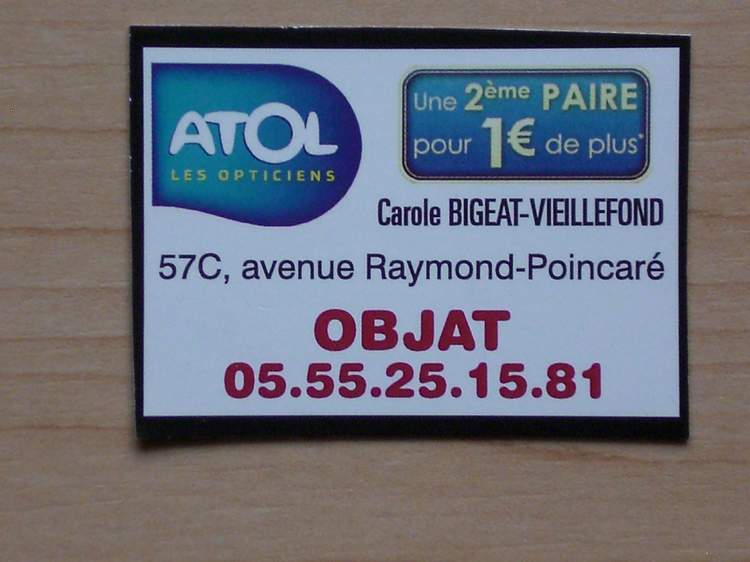 ATOL
LES OPTICIENS
Une 2ème PAIRE
pour 1€ de plus*
Carole BIGEAT-VIEILLEFOND
57C, avenue Raymond-Poincaré
OBJAT
05.55.25.15.81